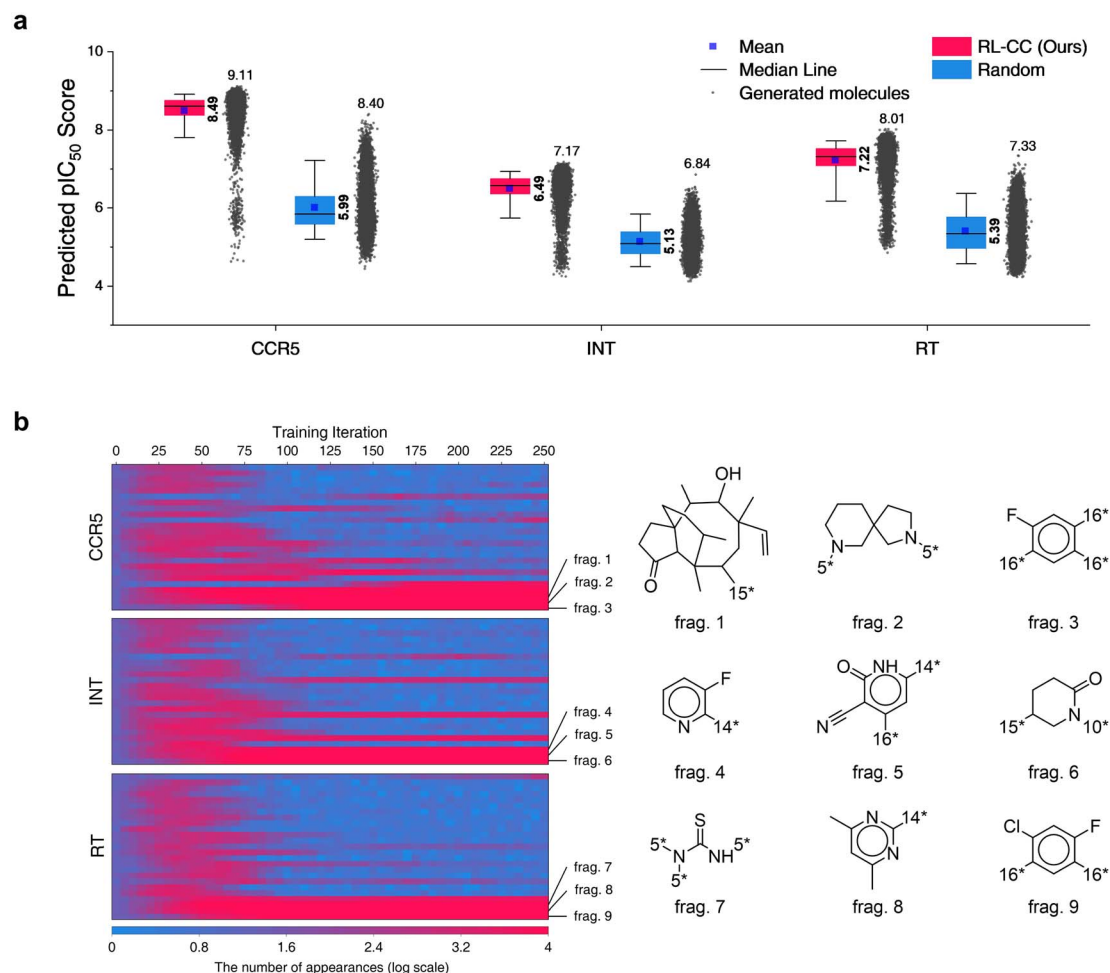 a
10
8
6
4
Predicted pIC50 Score
Mean
Median Line
Generated molecules
RL-CC (Ours)
Random
9.11
8.49
8.40
5.99
7.17
6.49
6.84
5.13
8.01
7.22
7.33
5.39
CCR5
INT
RT
b
Training Iteration
0 25 50 75 100 125 150 175 200 225 250
CCR5
frag. 1
frag. 2
frag. 3
INT
frag. 4
frag. 5
frag. 6
RT
frag. 7
frag. 8
frag. 9
0 0.8 1.6 2.4 3.2 4
The number of appearances (log scale)
OH
O
15*
frag. 1
N
5*
N
5*
frag. 2
F
16*
16*
16*
frag. 3
F
N
14*
frag. 4
O
NH
14*
N
16*
frag. 5
O
15*
N
10*
frag. 6
S
5*
N
NH
5*
5*
frag. 7
N
14*
N
frag. 8
Cl
F
16*
16*
frag. 9